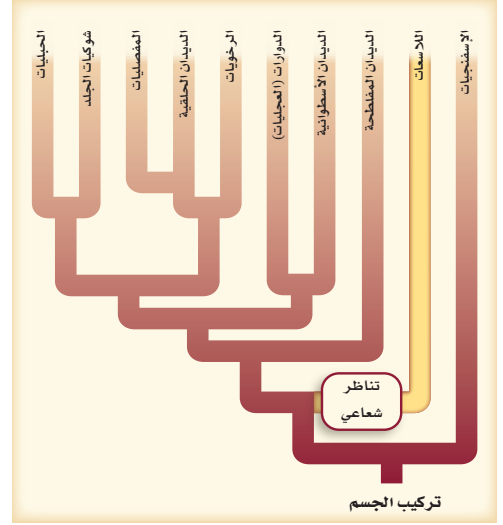 الإسفنجيات
اللاسعات
الديدان المفلطحة
الديدان الأسطوانية
الدوارات (العجليات)
الرخويات
الديدان الحلقية
المفصليات
شوكيات الجلد
الحبليات
تناظر
شعاعي
تركيب الجسم